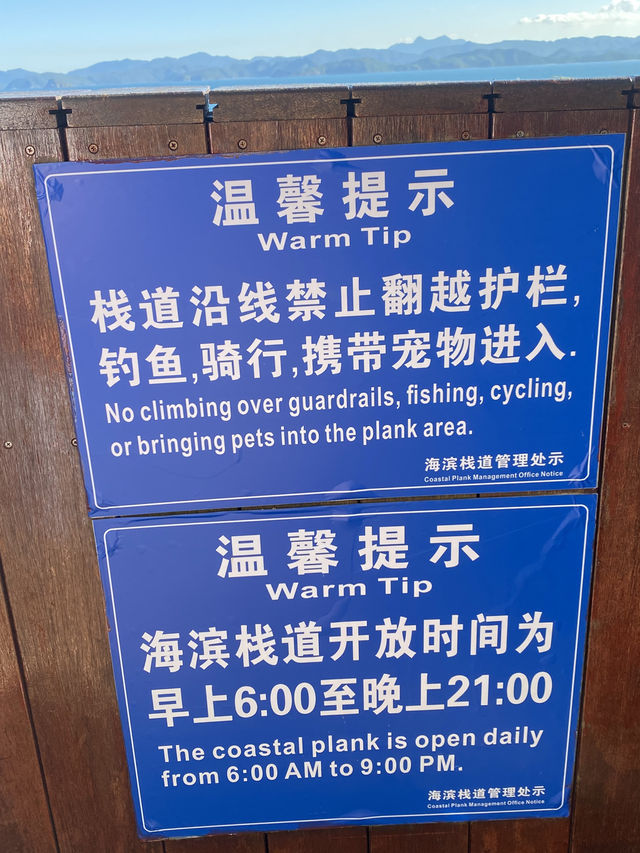 温馨提示
Warm Tip
栈道沿线禁止翻越护栏,
钓鱼,骑行,携带宠物进入.
No climbing over guardrails, fishing, cycling,
or bringing pets into the plank area.
海滨栈道管理处示
Coastal Plank Management Office Notice
温馨提示
Warm Tip
海滨栈道开放时间为
早上6:00至晚上21:00
The coastal plank is open daily
from 6:00 AM to 9:00 PM.
海滨栈道管理处示
Coastal Plank Management Office Notice